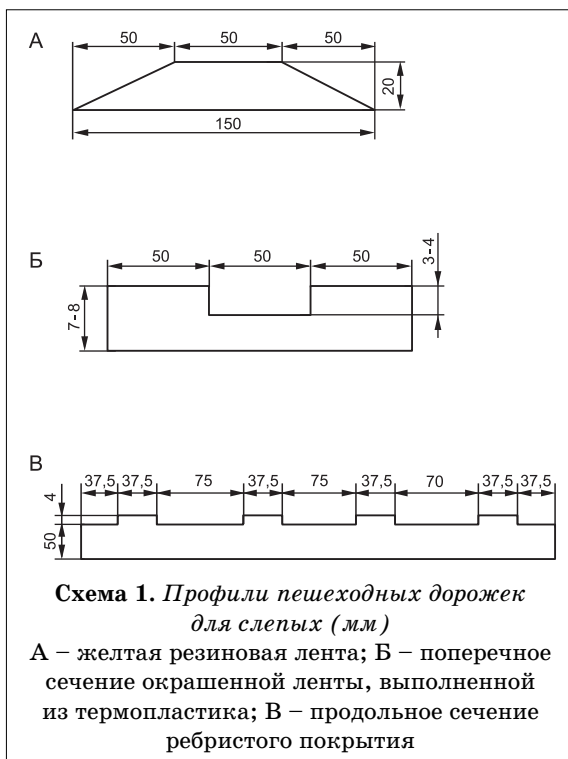 А
50 50 50
20
150
Б
50 50 50
3-4
7-8
В
37,5 37,5 75 37,5 75 37,5 70 37,5 37,5
4
50
Схема 1. Профили пешеходных дорожек
для слепых (мм)
А – желтая резиновая лента; Б – поперечное
сечение окрашенной ленты, выполненной
из термопластика; В – продольное сечение
ребристого покрытия